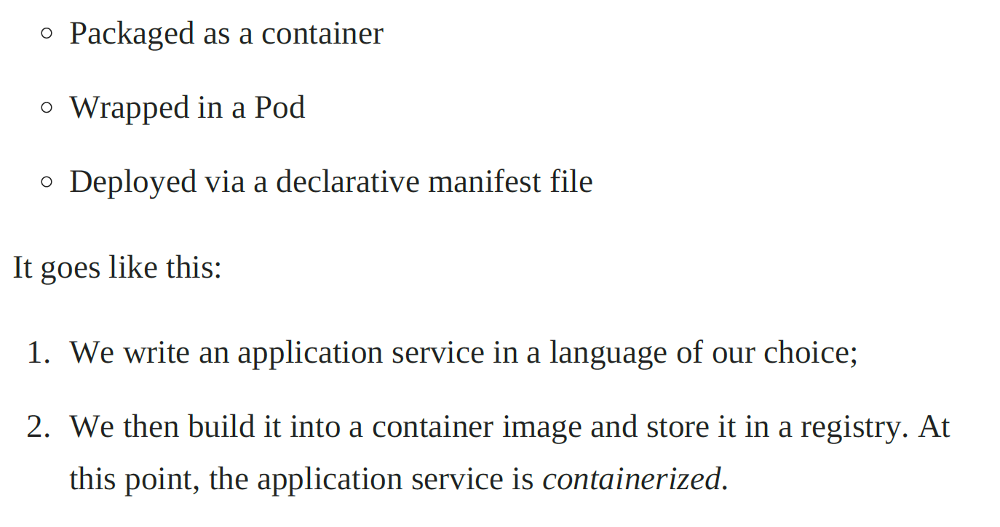 ◦ Packaged as a container
◦ Wrapped in a Pod
◦ Deployed via a declarative manifest file
It goes like this:
1. We write an application service in a language of our choice;
2. We then build it into a container image and store it in a registry. At
this point, the application service is containerized.